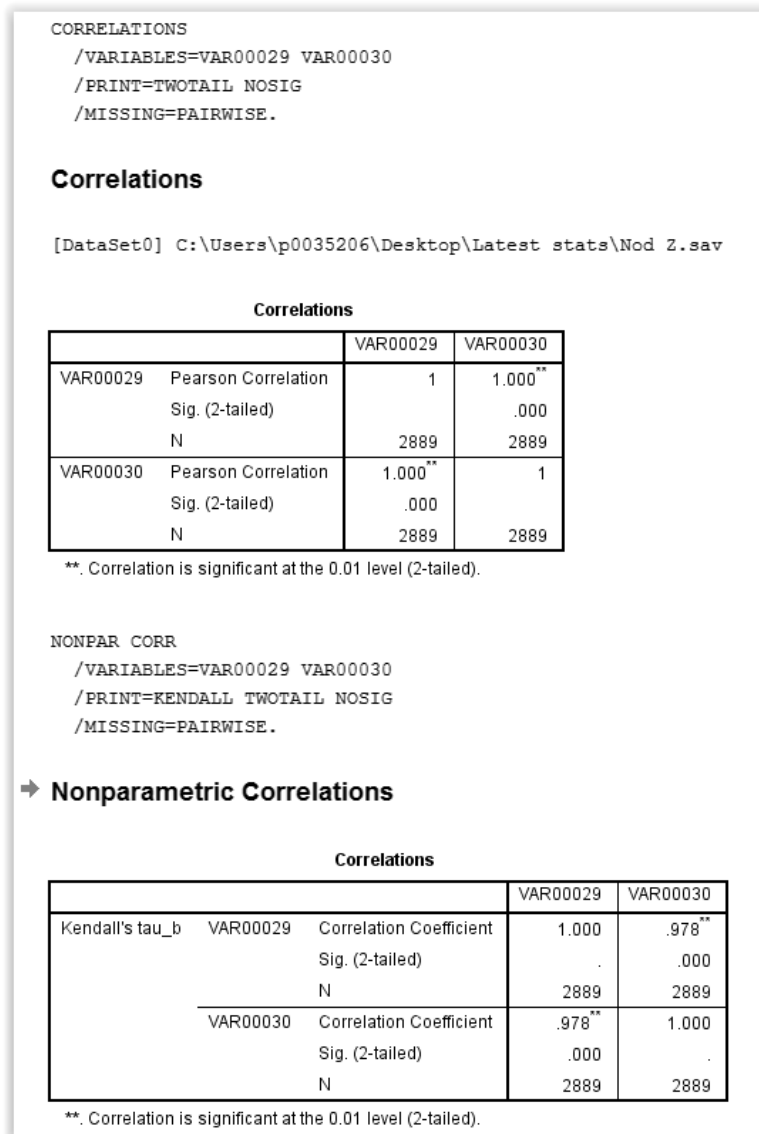 CORRELATIONS
/VARIABLES=VAR00029 VAR00030
/PRINT=TWOTAIL NOSIG
/MISSING=PAIRWISE.
Correlations
[DataSet0] C:\Users\p0035206\Desktop\Latest stats\Nod Z.sav
Correlations
VAR00029 VAR00030
VAR00029 Pearson Correlation 1 1.000**
Sig. (2-tailed) .000
N 2889 2889
VAR00030 Pearson Correlation 1.000** 1
Sig. (2-tailed) .000
N 2889 2889
**. Correlation is significant at the 0.01 level (2-tailed).
NONPAR CORR
/VARIABLES=VAR00029 VAR00030
/PRINT=KENDALL TWOTAIL NOSIG
/MISSING=PAIRWISE.
Nonparametric Correlations
Correlations
VAR00029 VAR00030
Kendall's tau_b VAR00029 Correlation Coefficient 1.000 .978**
Sig. (2-tailed) . .000
N 2889 2889
VAR00030 Correlation Coefficient .978** 1.000
Sig. (2-tailed) .000 .
N 2889 2889
**. Correlation is significant at the 0.01 level (2-tailed).